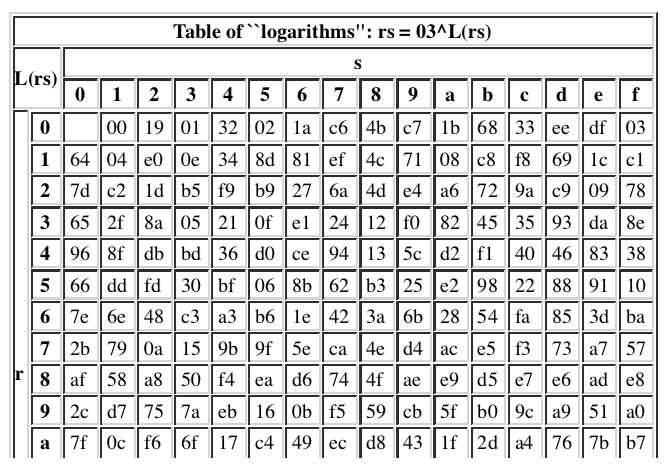 Table of ``logarithms'': rs = 03^L(rs)
L(rs) s
0 1 2 3 4 5 6 7 8 9 a b c d e f
r
0 00 19 01 32 02 1a c6 4b c7 1b 68 33 ee df 03
1 64 04 e0 0e 34 8d 81 ef 4c 71 08 c8 f8 69 1c c1
2 7d c2 1d b5 f9 b9 27 6a 4d e4 a6 72 9a c9 09 78
3 65 2f 8a 05 21 0f e1 24 12 f0 82 45 35 93 da 8e
4 96 8f db bd 36 d0 ce 94 13 5c d2 f1 40 46 83 38
5 66 dd fd 30 bf 06 8b 62 b3 25 e2 98 22 88 91 10
6 7e 6e 48 c3 a3 b6 1e 42 3a 6b 28 54 fa 85 3d ba
7 2b 79 0a 15 9b 9f 5e ca 4e d4 ac e5 f3 73 a7 57
8 af 58 a8 50 f4 ea d6 74 4f ae e9 d5 e7 e6 ad e8
9 2c d7 75 7a eb 16 0b f5 59 cb 5f b0 9c a9 51 a0
a 7f 0c f6 6f 17 c4 49 ec d8 43 1f 2d a4 76 7b b7